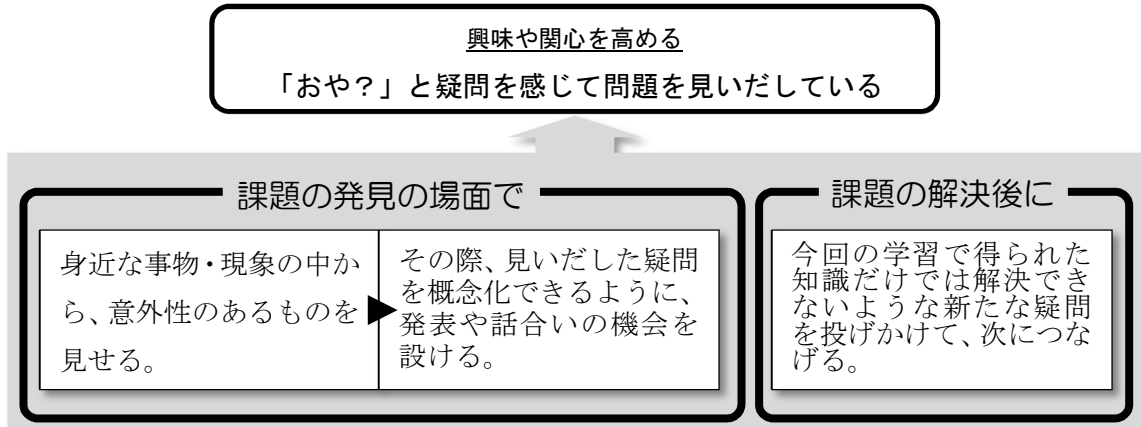 興味や関心を高める
「おや？」と疑問を感じて問題を見いだしている
課題の発見の場面で
身近な事物・現象の中か
ら、意外性のあるものを
見せる。
その際、見いだした疑問
を概念化できるように、
発表や話合いの機会を
設ける。
課題の解決後に
今回の学習で得られた
知識だけでは解決でき
ないような新たな疑問
を投げかけて、次につな
げる。